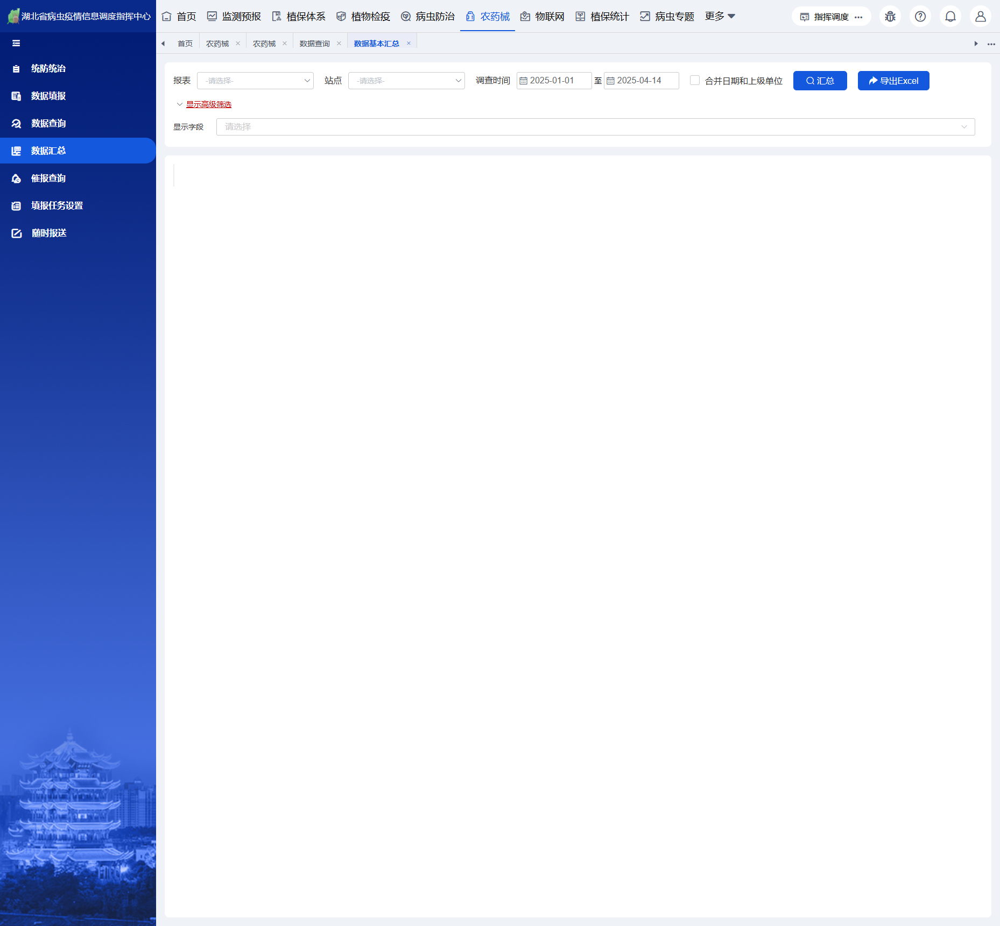 湖北省病虫疫情信息调度指挥中心
首页 监测预报 植保体系 植物检疫 病虫防治 农药械 物联网 植保统计 病虫专题 更多 指挥调度
首页 农药械 农药械 数据查询 数据基本汇总
统防统治
数据填报
数据查询
数据汇总
催报查询
填报任务设置
随时报送
报表 -请选择- 站点 -请选择- 调查时间 2025-01-01 至 2025-04-14 合并日期和上级单位 汇总 导出Excel
显示高级筛选
显示字段 请选择